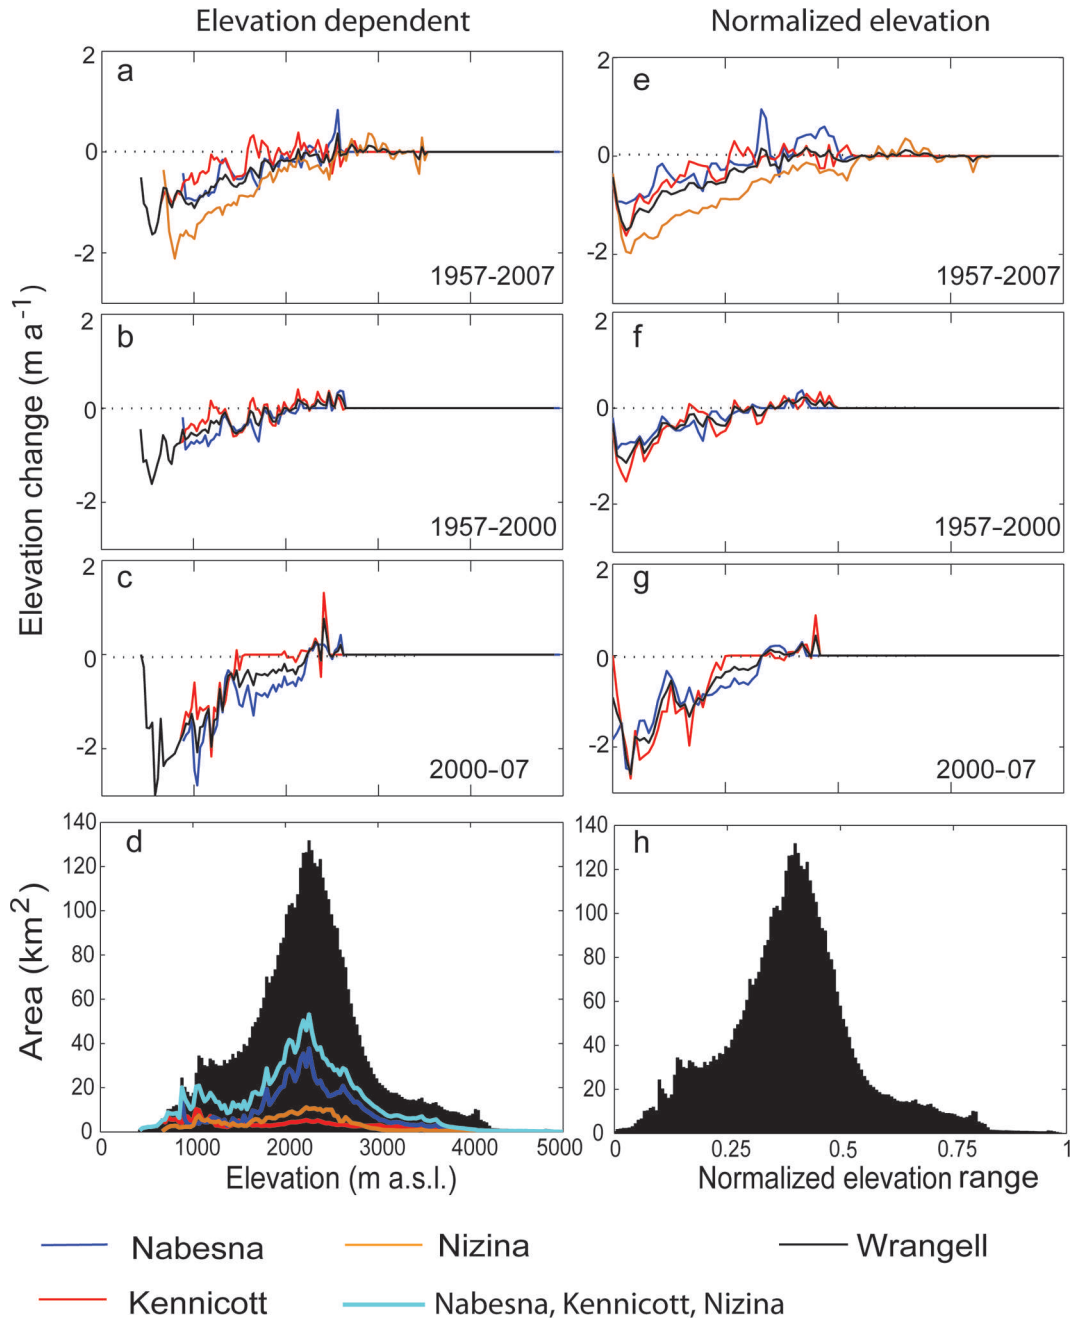 Elevation dependent
Normalized elevation
Elevation change (m a-1)
2
a
0
-2
1957-2007
2
e
0
-2
1957-2007
2
b
0
-2
1957-2000
2
f
0
-2
1957-2000
2
c
0
-2
2000-07
2
g
0
-2
2000-07
Area (km2)
140
d
120
100
80
60
40
20
0
0
1000
2000
3000
4000
5000
Elevation (m a.s.l.)
140
h
120
100
80
60
40
20
0
0
0.25
0.5
0.75
1
Normalized elevation range
Nabesna
Nizina
Wrangell
Kennicott
Nabesna, Kennicott, Nizina